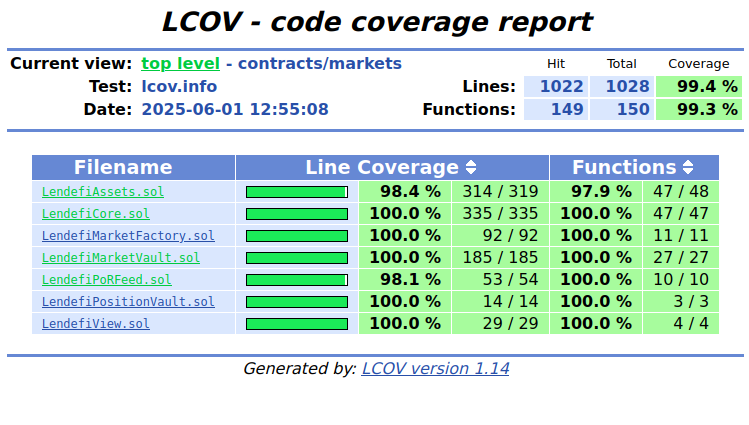 LCOV - code coverage report
Current view: top level - contracts/markets Hit Total Coverage
Test: lcov.info Lines: 1022 1028 99.4 %
Date: 2025-06-01 12:55:08 Functions: 149 150 99.3 %
Filename Line Coverage Functions
LendefiAssets.sol 98.4 % 314 / 319 97.9 % 47 / 48
LendefiCore.sol 100.0 % 335 / 335 100.0 % 47 / 47
LendefiMarketFactory.sol 100.0 % 92 / 92 100.0 % 11 / 11
LendefiMarketVault.sol 100.0 % 185 / 185 100.0 % 27 / 27
LendefiPoRFeed.sol 98.1 % 53 / 54 100.0 % 10 / 10
LendefiPositionVault.sol 100.0 % 14 / 14 100.0 % 3 / 3
LendefiView.sol 100.0 % 29 / 29 100.0 % 4 / 4
Generated by: LCOV version 1.14